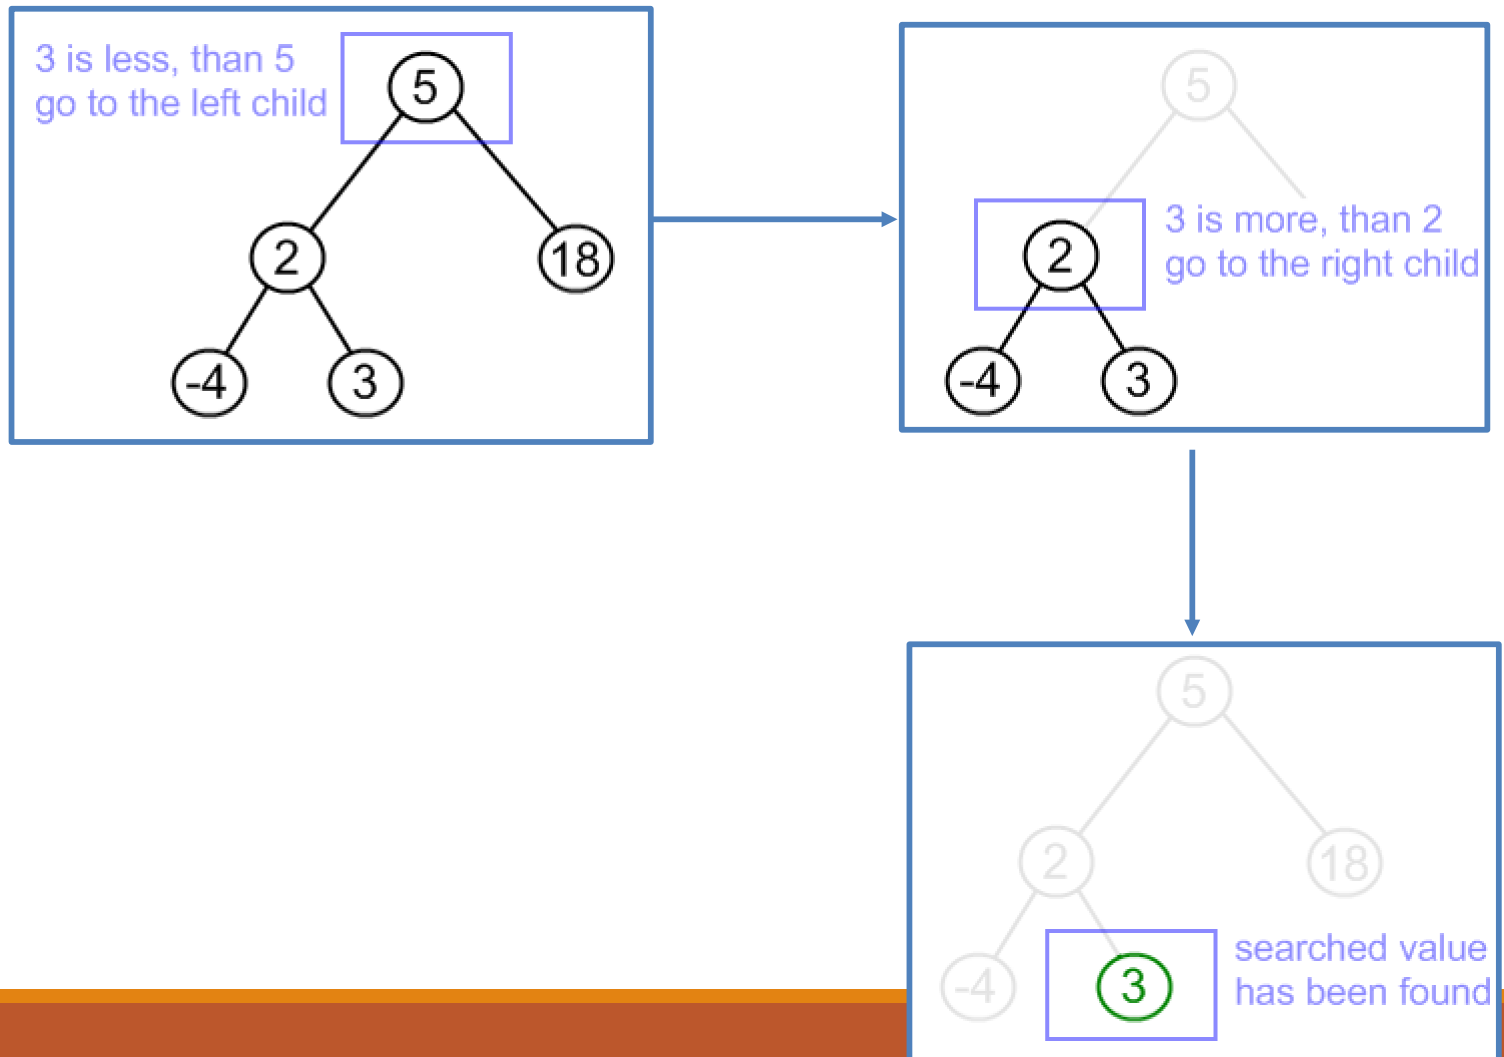 3 is less, than 5
go to the left child
5
2
18
-4
3
5
2
3 is more, than 2
go to the right child
-4
3
5
2
18
-4
3
searched value
has been found